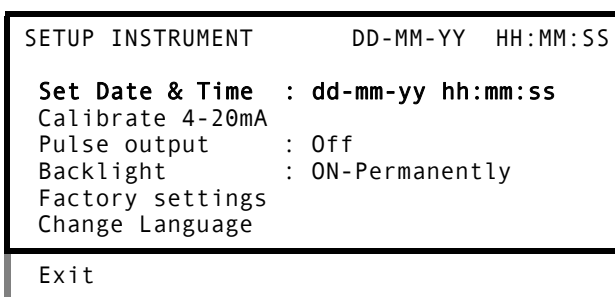 SETUP INSTRUMENT DD-MM-YY HH:MM:SS
Set Date & Time : dd-mm-yy hh:mm:ss
Calibrate 4-20mA
Pulse output : Off
Backlight : ON-Permanently
Factory settings
Change Language
Exit